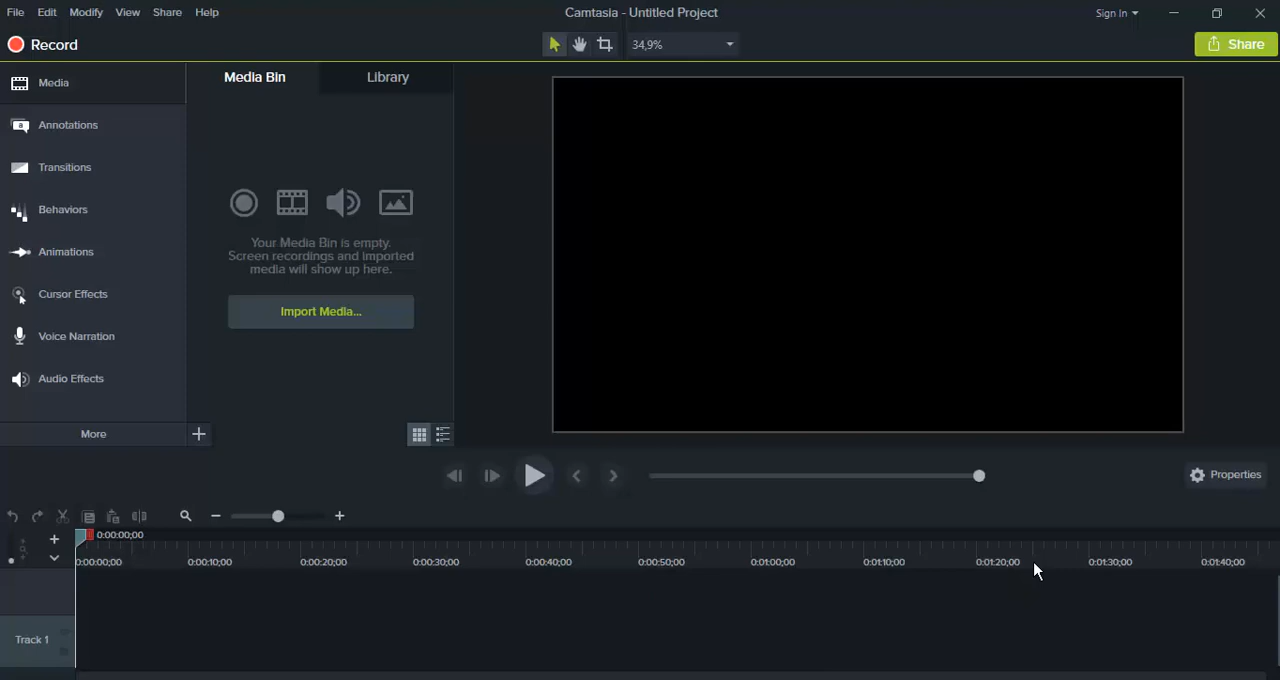 File Edit Modify View Share Help
Camtasia - Untitled Project
Sign In
Record
34,9%
Share
Media
Annotations
Transitions
Behaviors
Animations
Cursor Effects
Voice Narration
Audio Effects
More
Media Bin
Library
Your Media Bin is empty.
Screen recordings and imported
media will show up here.
Import Media...
Properties
0:00:00;00
0:00:00;00 0:00:10;00 0:00:20;00 0:00:30;00 0:00:40;00 0:00:50;00 0:01:00;00 0:01:10;00 0:01:20;00 0:01:30;00 0:01:40;00
Track 1